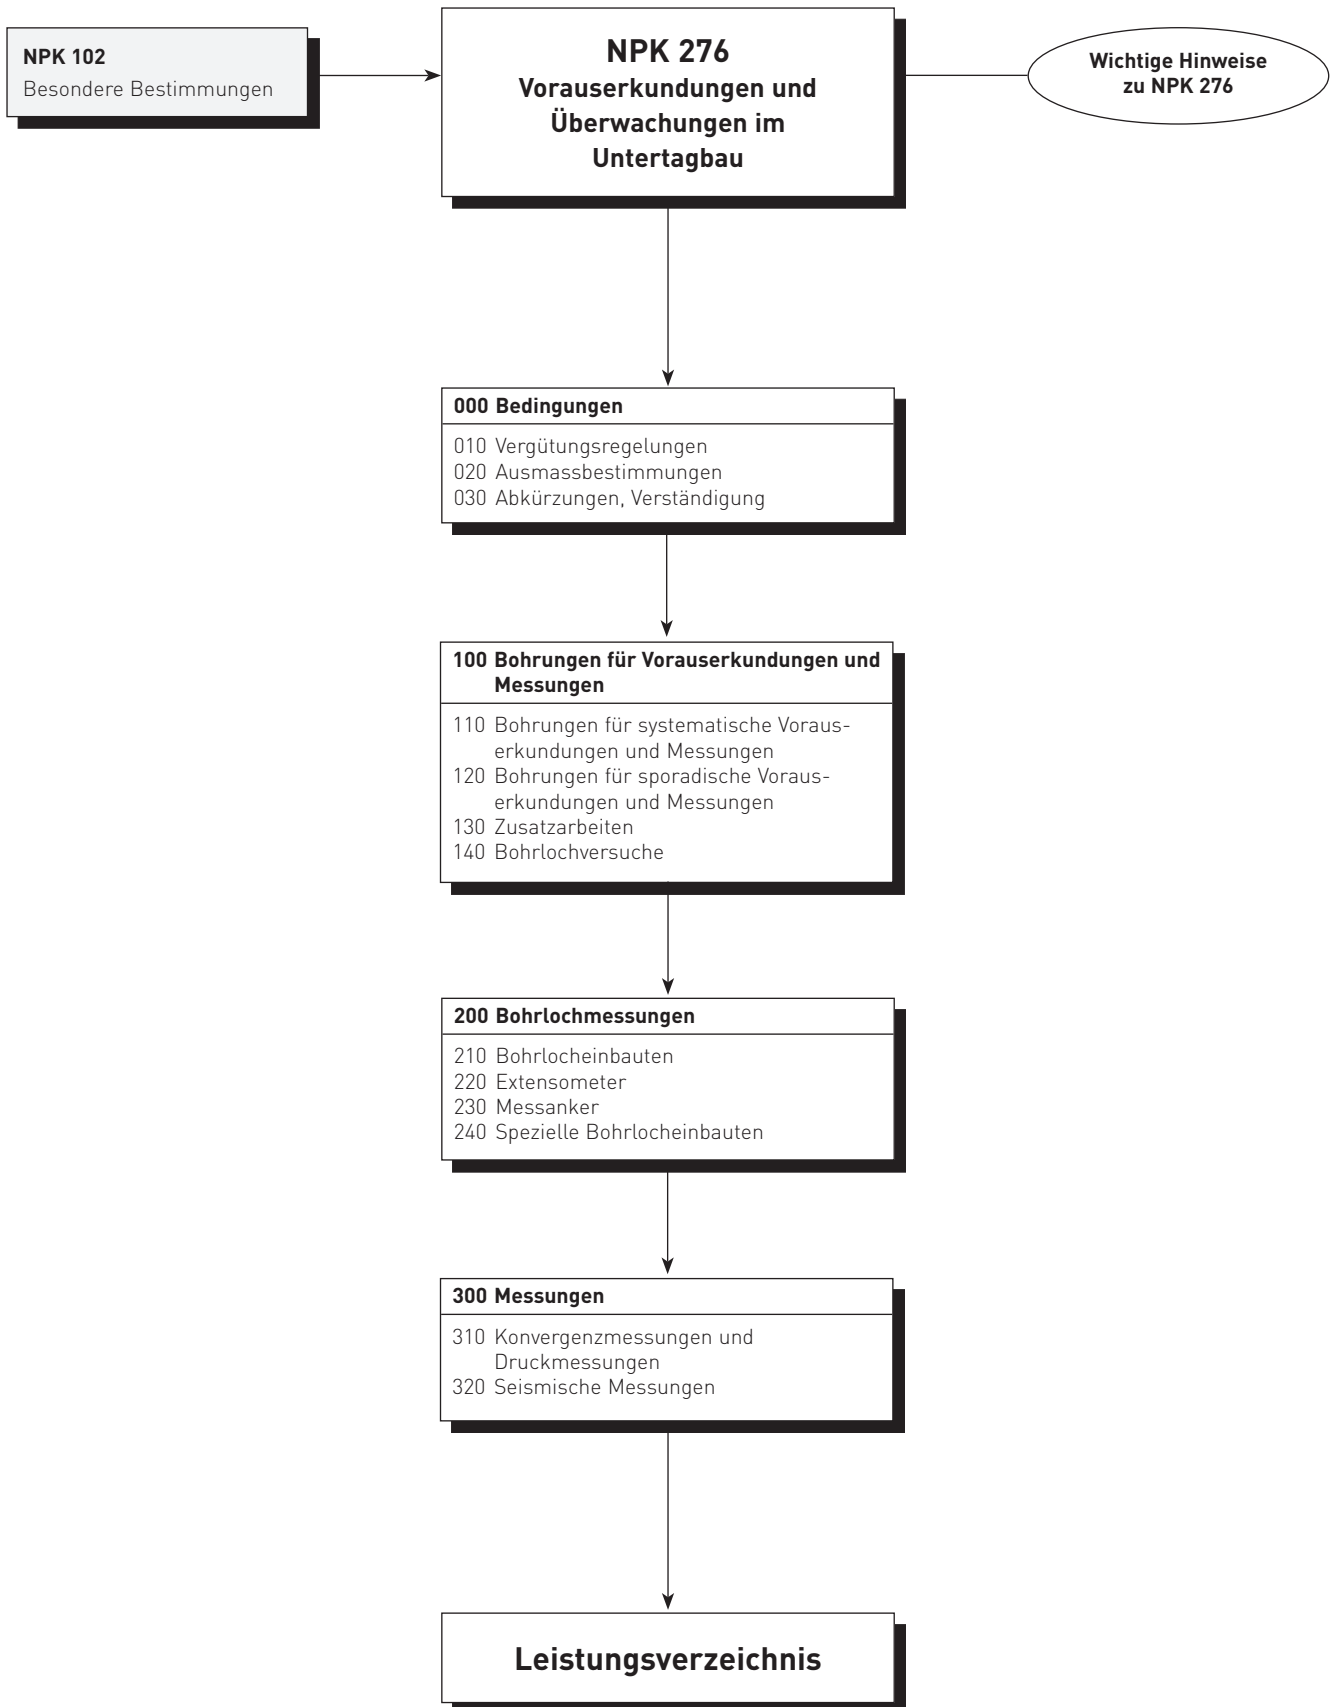 NPK 102
Besondere Bestimmungen
NPK 276
Vorauserkundungen und
Überwachungen im
Untertagbau
Wichtige Hinweise
zu NPK 276
000 Bedingungen
010 Vergütungsregelungen
020 Ausmassbestimmungen
030 Abkürzungen, Verständigung
100 Bohrungen für Vorauserkundungen und
Messungen
110 Bohrungen für systematische Voraus-
erkundungen und Messungen
120 Bohrungen für sporadische Voraus-
erkundungen und Messungen
130 Zusatzarbeiten
140 Bohrlochversuche
200 Bohrlochmessungen
210 Bohrlocheinbauten
220 Extensometer
230 Messanker
240 Spezielle Bohrlocheinbauten
300 Messungen
310 Konvergenzmessungen und
Druckmessungen
320 Seismische Messungen
Leistungsverzeichnis